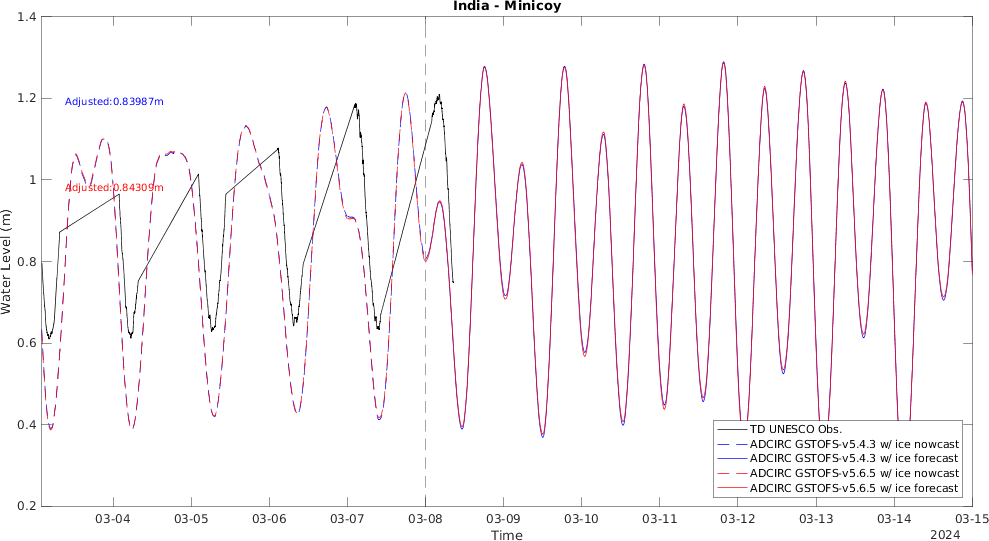 India - Minicoy
1.4
1.2
1
0.8
0.6
0.4
0.2
Water Level (m)
Adjusted:0.83987m
Adjusted:0.84309m
TD UNESCO Obs.
ADCIRC GSTOFS-v5.4.3 w/ ice nowcast
ADCIRC GSTOFS-v5.4.3 w/ ice forecast
ADCIRC GSTOFS-v5.6.5 w/ ice nowcast
ADCIRC GSTOFS-v5.6.5 w/ ice forecast
03-04 03-05 03-06 03-07 03-08 03-09 03-10 03-11 03-12 03-13 03-14 03-15
Time
2024